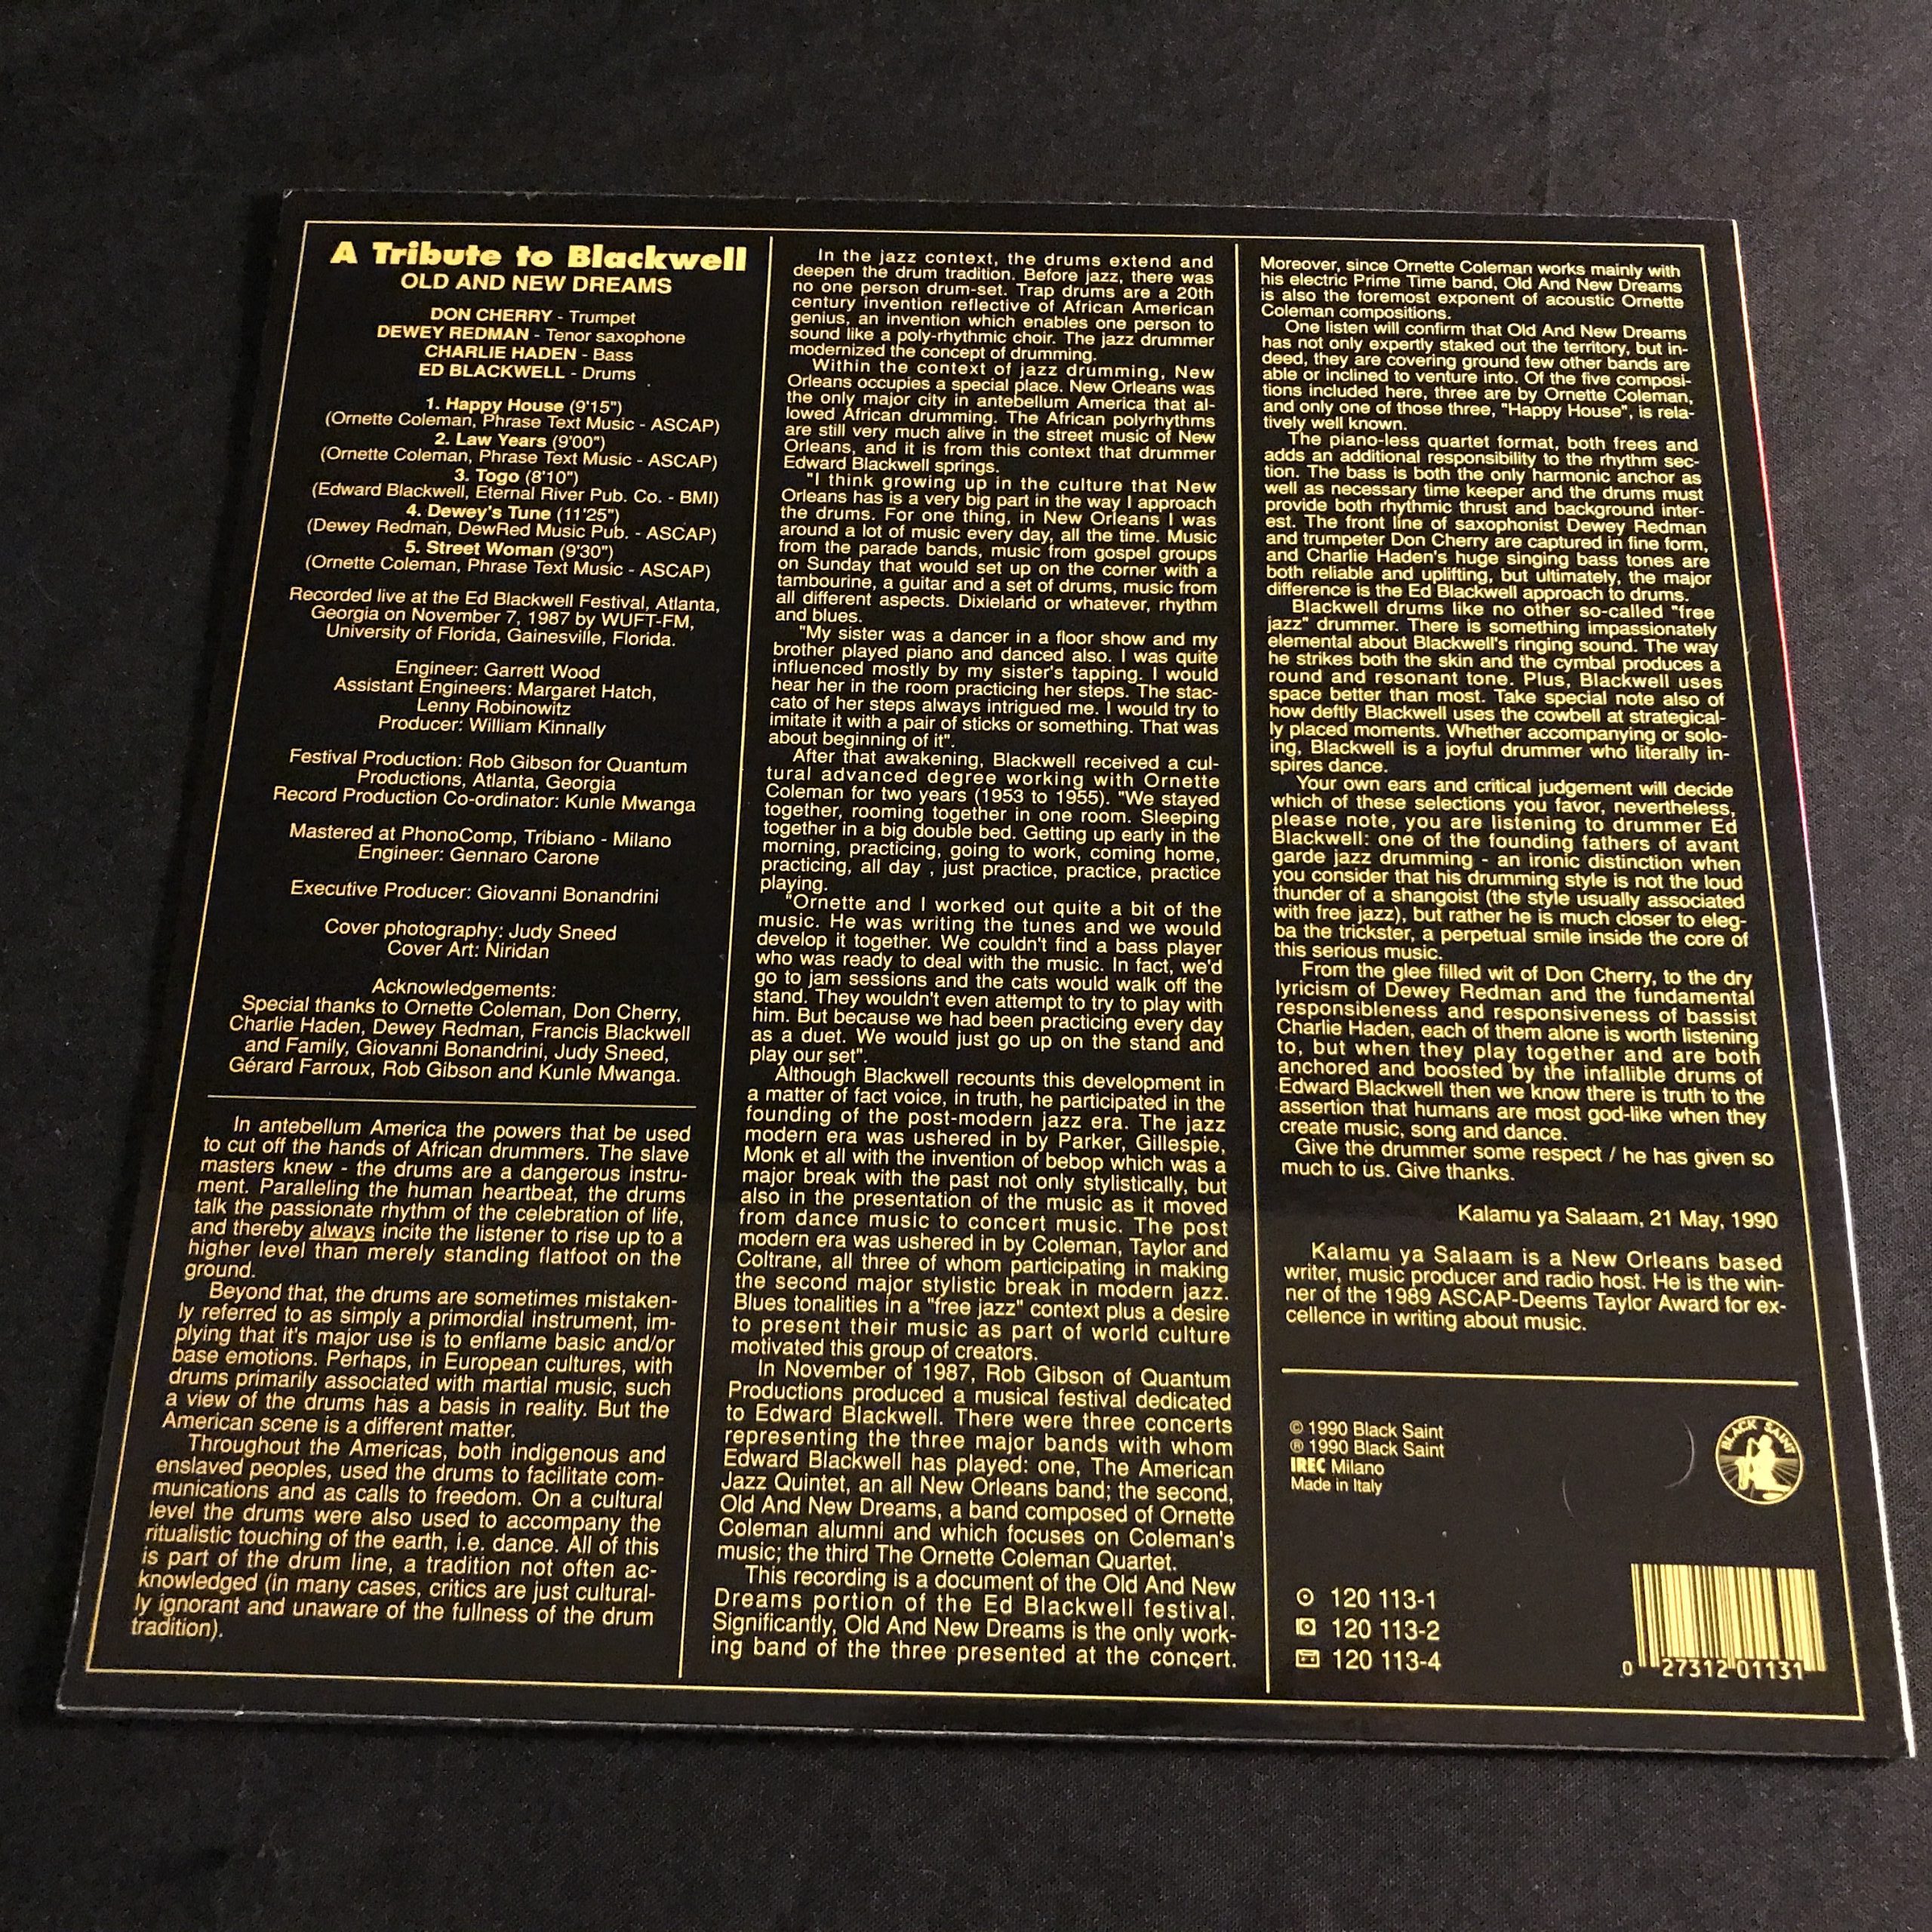 A Tribute to Blackwell
OLD AND NEW DREAMS
DON CHERRY - Trumpet
DEWEY REDMAN - Tenor saxophone
CHARLIE HADEN - Bass
ED BLACKWELL - Drums
1. Happy House (9'15")
(Ornette Coleman, Phrase Text Music - ASCAP)
2. Law Years (9'00")
(Ornette Coleman, Phrase Text Music - ASCAP)
3. Togo (8'10")
(Edward Blackwell, Eternal River Pub. Co. - BMI)
4. Dewey's Tune (11'25")
(Dewey Redman, DewRed Music Pub. - ASCAP)
5. Street Woman (9'30")
(Ornette Coleman, Phrase Text Music - ASCAP)
Recorded live at the Ed Blackwell Festival, Atlanta,
Georgia on November 7, 1987 by WUFT-FM,
University of Florida, Gainesville, Florida.
Engineer: Garrett Wood
Assistant Engineers: Margaret Hatch,
Lenny Robinowitz
Producer: William Kinnally
Festival Production: Rob Gibson for Quantum
Productions, Atlanta, Georgia
Record Production Co-ordinator: Kunle Mwanga
Mastered at PhonoComp, Tribiano - Milano
Engineer: Gennaro Carone
Executive Producer: Giovanni Bonandrini
Cover photography: Judy Sneed
Cover Art: Niridan
Acknowledgements:
Special thanks to Ornette Coleman, Don Cherry,
Charlie Haden, Dewey Redman, Francis Blackwell
and Family, Giovanni Bonandrini, Judy Sneed,
Gérard Farroux, Rob Gibson and Kunle Mwanga.
In antebellum America the powers that be used
to cut off the hands of African drummers. The slave
masters knew - the drums are a dangerous instru-
ment. Paralleling the human heartbeat, the drums
talk the passionate rhythm of the celebration of life,
and thereby always incite the listener to rise up to a
higher level than merely standing flatfoot on the
ground.
Beyond that, the drums are sometimes mistaken-
ly referred to as simply a primordial instrument, im-
plying that it's major use is to enflame basic and/or
base emotions. Perhaps, in European cultures, with
drums primarily associated with martial music, such
a view of the drums has a basis in reality. But the
American scene is a different matter.
Throughout the Americas, both indigenous and
enslaved peoples, used the drums to facilitate com-
munications and as calls to freedom. On a cultural
level the drums were also used to accompany the
ritualistic touching of the earth, i.e. dance. All of this
is part of the drum line, a tradition not often ac-
knowledged (in many cases, critics are just cultural-
ly ignorant and unaware of the fullness of the drum
tradition).
In the jazz context, the drums extend and
deepen the drum tradition. Before jazz, there was
no one person drum-set. Trap drums are a 20th
century invention reflective of African American
genius, an invention which enables one person to
sound like a poly-rhythmic choir. The jazz drummer
modernized the concept of drumming.
Within the context of jazz drumming, New
Orleans occupies a special place. New Orleans was
the only major city in antebellum America that al-
lowed African drumming. The African polyrhythms
are still very much alive in the street music of New
Orleans, and it is from this context that drummer
Edward Blackwell springs.
"I think growing up in the culture that New
Orleans has is a very big part in the way I approach
the drums. For one thing, in New Orleans I was
around a lot of music every day, all the time. Music
from the parade bands, music from gospel groups
on Sunday that would set up on the corner with a
tambourine, a guitar and a set of drums, music from
all different aspects. Dixieland or whatever, rhythm
and blues.
"My sister was a dancer in a floor show and my
brother played piano and danced also. I was quite
influenced mostly by my sister's tapping. I would
hear her in the room practicing her steps. The stac-
cato of her steps always intrigued me. I would try to
imitate it with a pair of sticks or something. That was
about beginning of it".
After that awakening, Blackwell received a cul-
tural advanced degree working with Ornette
Coleman for two years (1953 to 1955). "We stayed
together, rooming together in one room. Sleeping
together in a big double bed. Getting up early in the
morning, practicing, going to work, coming home,
practicing, all day , just practice, practice, practice
playing.
"Ornette and I worked out quite a bit of the
music. He was writing the tunes and we would
develop it together. We couldn't find a bass player
who was ready to deal with the music. In fact, we'd
go to jam sessions and the cats would walk off the
stand. They wouldn't even attempt to try to play with
him. But because we had been practicing every day
as a duet. We would just go up on the stand and
play our set".
Although Blackwell recounts this development in
a matter of fact voice, in truth, he participated in the
founding of the post-modern jazz era. The jazz
modern era was ushered in by Parker, Gillespie,
Monk et all with the invention of bebop which was a
major break with the past not only stylistically, but
also in the presentation of the music as it moved
from dance music to concert music. The post
modern era was ushered in by Coleman, Taylor and
Coltrane, all three of whom participating in making
the second major stylistic break in modern jazz.
Blues tonalities in a "free jazz" context plus a desire
to present their music as part of world culture
motivated this group of creators.
In November of 1987, Rob Gibson of Quantum
Productions produced a musical festival dedicated
to Edward Blackwell. There were three concerts
representing the three major bands with whom
Edward Blackwell has played: one, The American
Jazz Quintet, an all New Orleans band; the second,
Old And New Dreams, a band composed of Ornette
Coleman alumni and which focuses on Coleman's
music; the third The Ornette Coleman Quartet.
This recording is a document of the Old And New
Dreams portion of the Ed Blackwell festival.
Significantly, Old And New Dreams is the only work-
ing band of the three presented at the concert.
Moreover, since Ornette Coleman works mainly with
his electric Prime Time band, Old And New Dreams
is also the foremost exponent of acoustic Ornette
Coleman compositions.
One listen will confirm that Old And New Dreams
has not only expertly staked out the territory, but in-
deed, they are covering ground few other bands are
able or inclined to venture into. Of the five composi-
tions included here, three are by Ornette Coleman,
and only one of those three, "Happy House", is rela-
tively well known.
The piano-less quartet format, both frees and
adds an additional responsibility to the rhythm sec-
tion. The bass is both the only harmonic anchor as
well as necessary time keeper and the drums must
provide both rhythmic thrust and background inter-
est. The front line of saxophonist Dewey Redman
and trumpeter Don Cherry are captured in fine form,
and Charlie Haden's huge singing bass tones are
both reliable and uplifting, but ultimately, the major
difference is the Ed Blackwell approach to drums.
Blackwell drums like no other so-called "free
jazz" drummer. There is something impassionately
elemental about Blackwell's ringing sound. The way
he strikes both the skin and the cymbal produces a
round and resonant tone. Plus, Blackwell uses
space better than most. Take special note also of
how deftly Blackwell uses the cowbell at strategical-
ly placed moments. Whether accompanying or solo-
ing, Blackwell is a joyful drummer who literally in-
spires dance.
Your own ears and critical judgement will decide
which of these selections you favor, nevertheless,
please note, you are listening to drummer Ed
Blackwell: one of the founding fathers of avant
garde jazz drumming - an ironic distinction when
you consider that his drumming style is not the loud
thunder of a shangoist (the style usually associated
with free jazz), but rather he is much closer to eleg-
ba the trickster, a perpetual smile inside the core of
this serious music.
From the glee filled wit of Don Cherry, to the dry
lyricism of Dewey Redman and the fundamental
responsibleness and responsiveness of bassist
Charlie Haden, each of them alone is worth listening
to, but when they play together and are both
anchored and boosted by the infallible drums of
Edward Blackwell then we know there is truth to the
assertion that humans are most god-like when they
create music, song and dance.
Give the drummer some respect / he has given so
much to us. Give thanks.
Kalamu ya Salaam, 21 May, 1990
Kalamu ya Salaam is a New Orleans based
writer, music producer and radio host. He is the win-
ner of the 1989 ASCAP-Deems Taylor Award for ex-
cellence in writing about music.
© 1990 Black Saint
℗ 1990 Black Saint
IREC Milano
Made in Italy
BLACK SAINT
120 113-1
120 113-2
120 113-4
0 27312 01131